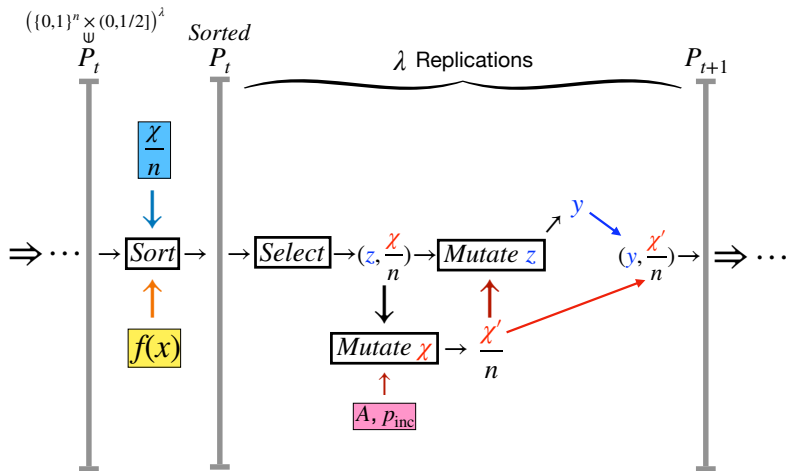 ({0,1}ⁿ × (0,1/2])^λ
⋓
P_t
Sorted
P_t
λ Replications
P_{t+1}
χ/n
⇒ ··· → Sort → → Select → (z, χ/n) → Mutate z
y
(y, χ′/n) → ⇒ ···
f(x)
Mutate χ → χ′/n
A, p_inc